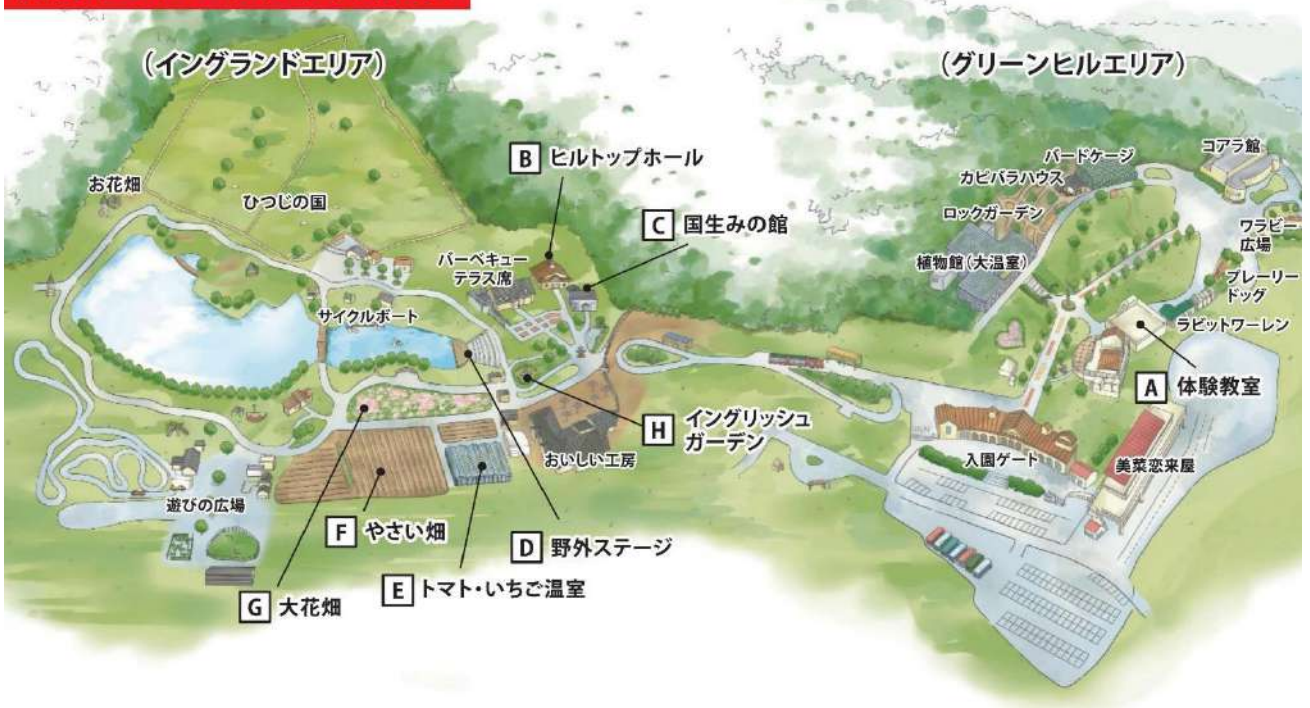 (イングランドエリア)
(グリーンヒルエリア)
B ヒルトップホール
C 国生みの館
お花畑
ひつじの国
バーベキュー
テラス席
サイクルボート
コアラ館
バードケージ
カピバラハウス
ロックガーデン
植物館(大温室)
ワラビー
広場
プレーリー
ドッグ
ラビットワーレン
A 体験教室
H イングリッシュ
ガーデン
おいしい工房
入園ゲート
美菜恋来屋
遊びの広場
F やさい畑
D 野外ステージ
E トマト・いちご温室
G 大花畑